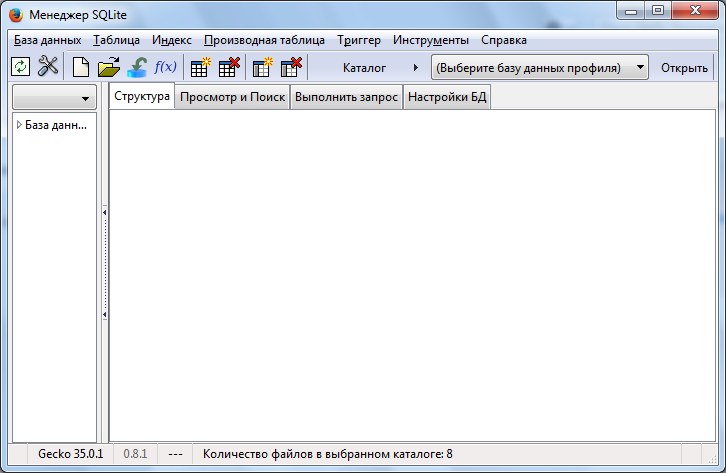 Менеджер SQLite
База данных Таблица Индекс Производная таблица Триггер Инструменты Справка
f(x) Каталог (Выберите базу данных профиля) Открыть
Структура Просмотр и Поиск Выполнить запрос Настройки БД
База данн...
Gecko 35.0.1 0.8.1 --- Количество файлов в выбранном каталоге: 8